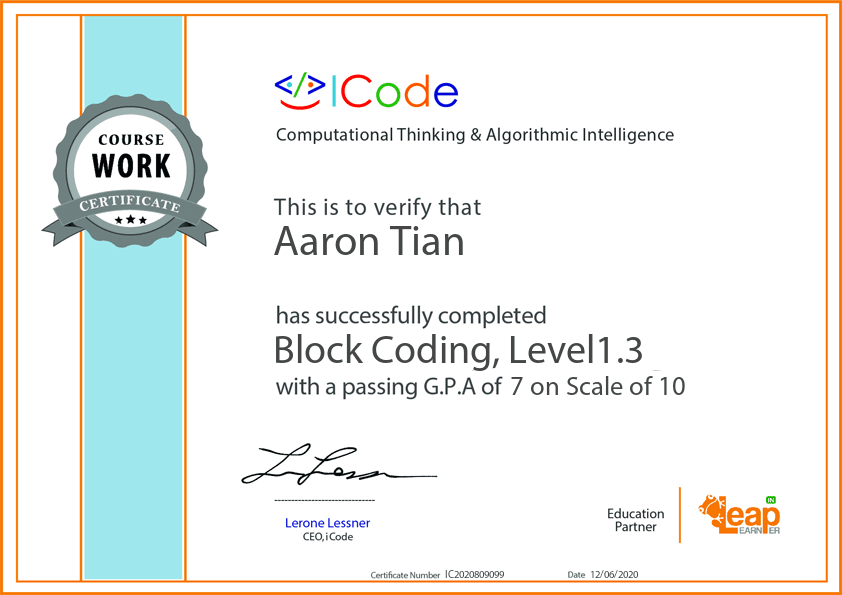 COURSE
WORK
CERTIFICATE
ICode
Computational Thinking & Algorithmic Intelligence
This is to verify that
Aaron Tian
has successfully completed
Block Coding, Level1.3
with a passing G.P.A of 7 on Scale of 10
-------------------------------
Lerone Lessner
CEO, iCode
Education
Partner
IN
Leap
EARNER
Certificate Number IC2020809099
Date 12/06/2020